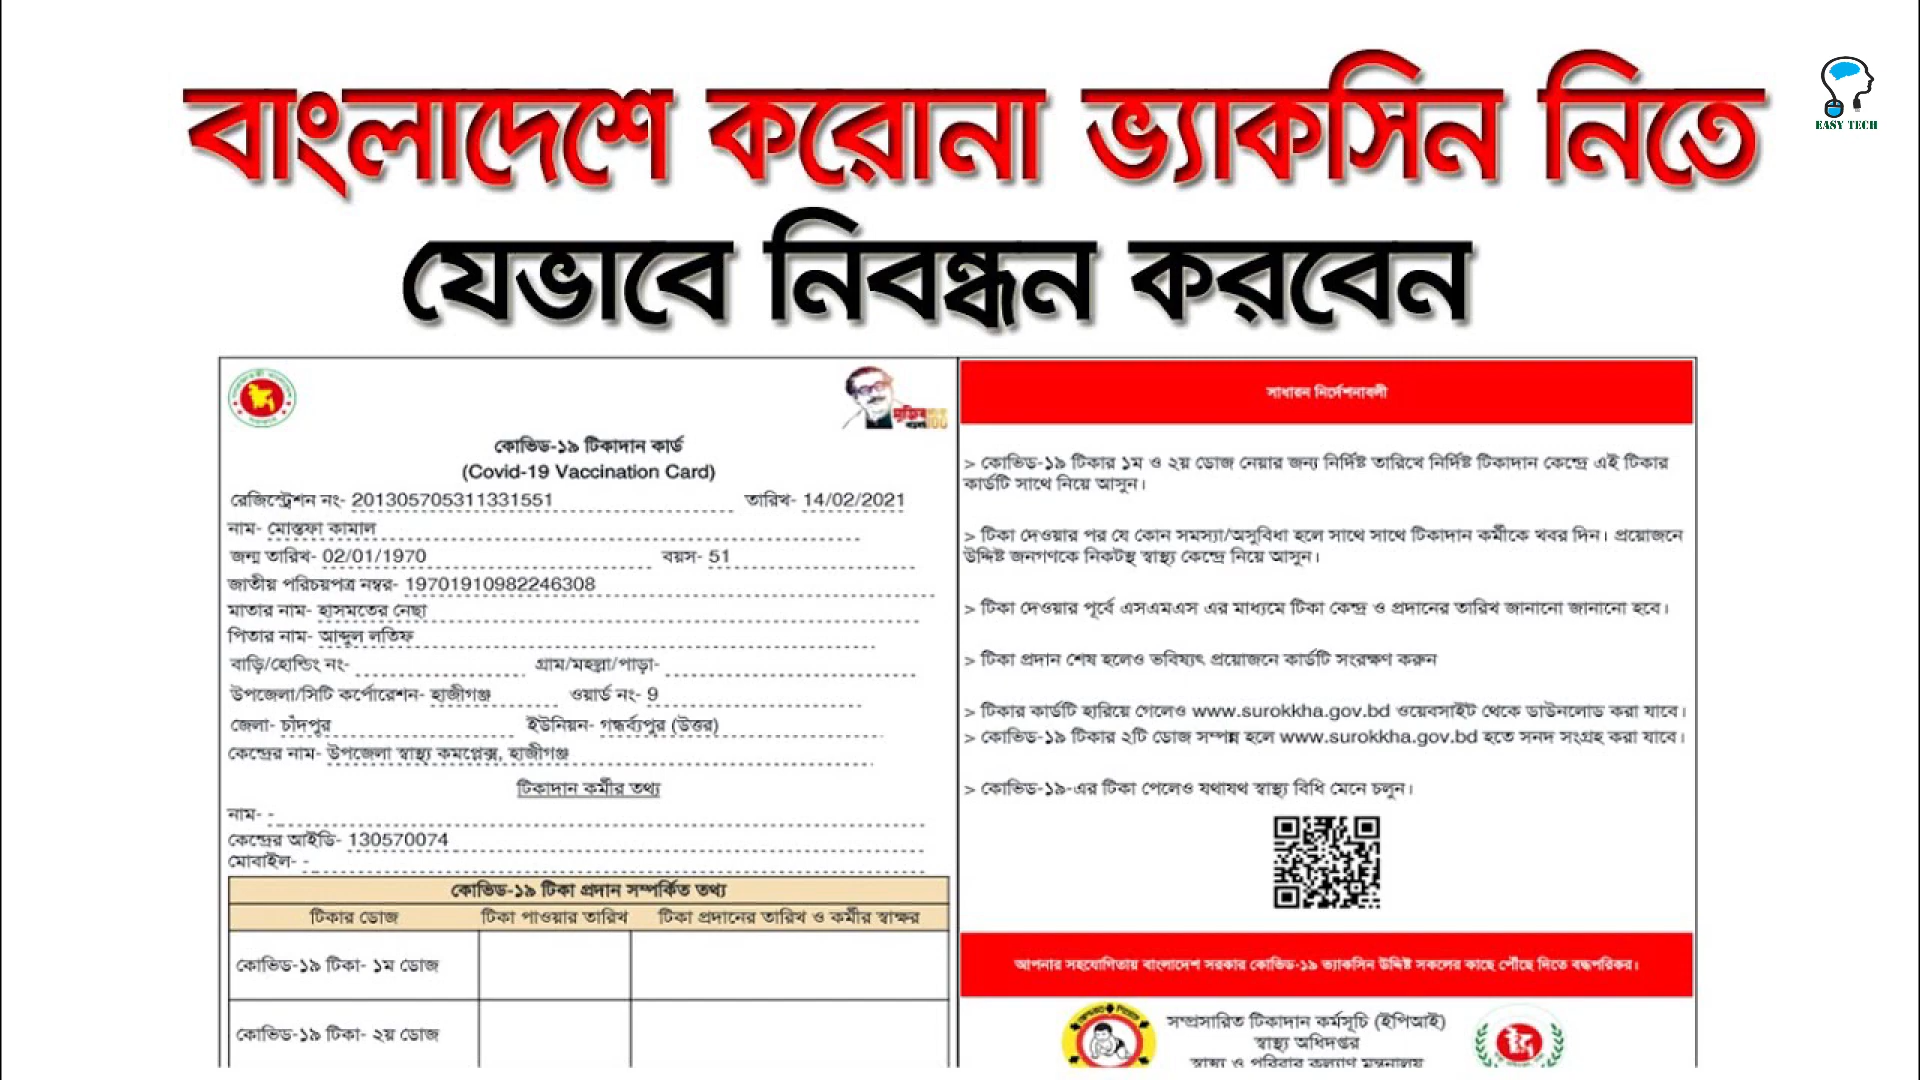 বাংলাদেশে করোনা ভ্যাকসিন নিতে
EASY TECH
যেভাবে নিবন্ধন করবেন
কোভিড-১৯ টিকাদান কার্ড
(Covid-19 Vaccination Card)
রেজিস্ট্রেশন নং- 201305705311331551 তারিখ- 14/02/2021
নাম- মোস্তফা কামাল
জন্ম তারিখ- 02/01/1970 বয়স- 51
জাতীয় পরিচয়পত্র নম্বর- 19701910982246308
মাতার নাম- হাসমতের নেছা
পিতার নাম- আব্দুল লতিফ
বাড়ি/হোল্ডিং নং- গ্রাম/মহল্লা/পাড়া-
উপজেলা/সিটি কর্পোরেশন- হাজীগঞ্জ ওয়ার্ড নং- 9
জেলা- চাঁদপুর ইউনিয়ন- গন্ধর্ব্যপুর (উত্তর)
কেন্দ্রের নাম- উপজেলা স্বাস্থ্য কমপ্লেক্স, হাজীগঞ্জ
টিকাদান কর্মীর তথ্য
নাম- -
কেন্দ্রের আইডি- 130570074
মোবাইল- -
কোভিড-১৯ টিকা প্রদান সম্পর্কিত তথ্য
টিকার ডোজ টিকা পাওয়ার তারিখ টিকা প্রদানের তারিখ ও কর্মীর স্বাক্ষর
কোভিড-১৯ টিকা- ১ম ডোজ
কোভিড-১৯ টিকা- ২য় ডোজ
সাধারন নির্দেশনাবলী
> কোভিড-১৯ টিকার ১ম ও ২য় ডোজ নেয়ার জন্য নির্দিষ্ট তারিখে নির্দিষ্ট টিকাদান কেন্দ্রে এই টিকার
কার্ডটি সাথে নিয়ে আসুন।
> টিকা দেওয়ার পর যে কোন সমস্যা/অসুবিধা হলে সাথে সাথে টিকাদান কর্মীকে খবর দিন। প্রয়োজনে
উদ্দিষ্ট জনগণকে নিকটস্থ স্বাস্থ্য কেন্দ্রে নিয়ে আসুন।
> টিকা দেওয়ার পূর্বে এসএমএস এর মাধ্যমে টিকা কেন্দ্র ও প্রদানের তারিখ জানানো জানানো হবে।
> টিকা প্রদান শেষ হলেও ভবিষ্যৎ প্রয়োজনে কার্ডটি সংরক্ষণ করুন
> টিকার কার্ডটি হারিয়ে গেলেও www.surokkha.gov.bd ওয়েবসাইট থেকে ডাউনলোড করা যাবে।
> কোভিড-১৯ টিকার ২টি ডোজ সম্পন্ন হলে www.surokkha.gov.bd হতে সনদ সংগ্রহ করা যাবে।
> কোভিড-১৯-এর টিকা পেলেও যথাযথ স্বাস্থ্য বিধি মেনে চলুন।
আপনার সহযোগিতায় বাংলাদেশ সরকার কোভিড-১৯ ভ্যাকসিন উদ্দিষ্ট সকলের কাছে পৌঁছে দিতে বদ্ধপরিকর।
সম্প্রসারিত টিকাদান কর্মসূচি (ইপিআই)
স্বাস্থ্য অধিদপ্তর
স্বাস্থ্য ও পরিবার কল্যাণ মন্ত্রনালয়